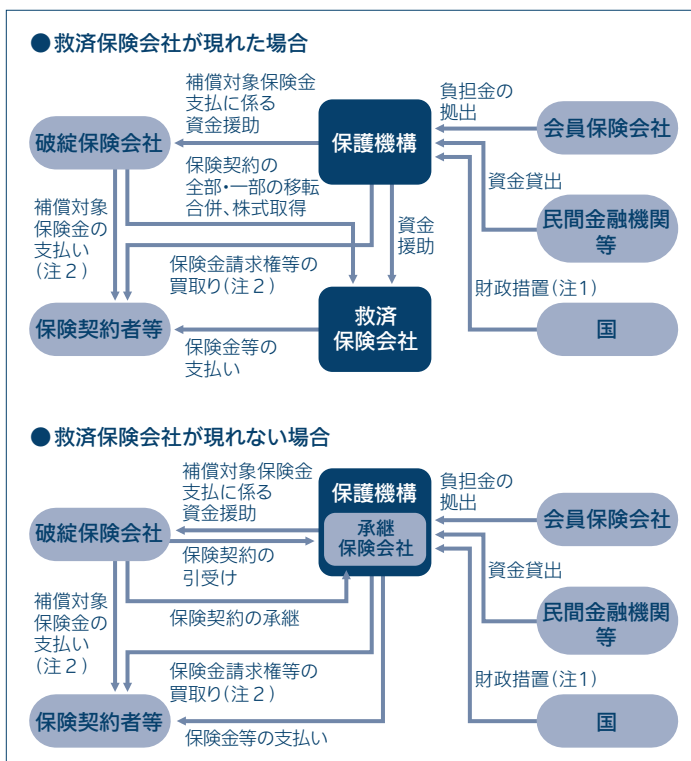 ●救済保険会社が現れた場合
補償対象保険金
支払に係る
資金援助
負担金の
拠出
破綻保険会社
保護機構
会員保険会社
保険契約の
全部・一部の移転
合併、株式取得
資金貸出
補償対象
保険金の
支払い
(注2)
資金
援助
民間金融機関
等
保険金請求権等の
買取り(注2)
財政措置(注1)
保険契約者等
救済
保険会社
国
保険金等の
支払い
●救済保険会社が現れない場合
補償対象保険金
支払に係る
資金援助
負担金の
拠出
保護機構
破綻保険会社
承継
保険会社
会員保険会社
保険契約の
引受け
資金貸出
補償対象
保険金の
支払い
(注2)
保険契約の承継
民間金融機関
等
保険金請求権等の
買取り(注2)
財政措置(注1)
保険契約者等
国
保険金等の支払い